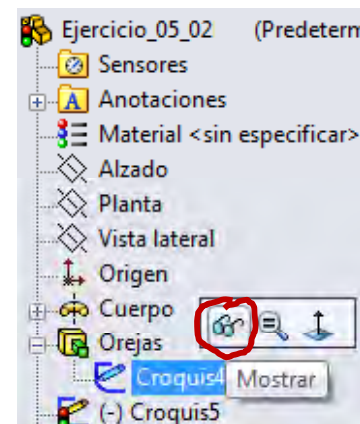 Ejercicio_05_02 (Predeterm
Sensores
A Anotaciones
Material <sin especificar>
Alzado
Planta
Vista lateral
Origen
Cuerpo
Orejas
Croquis4 Mostrar
(-) Croquis5